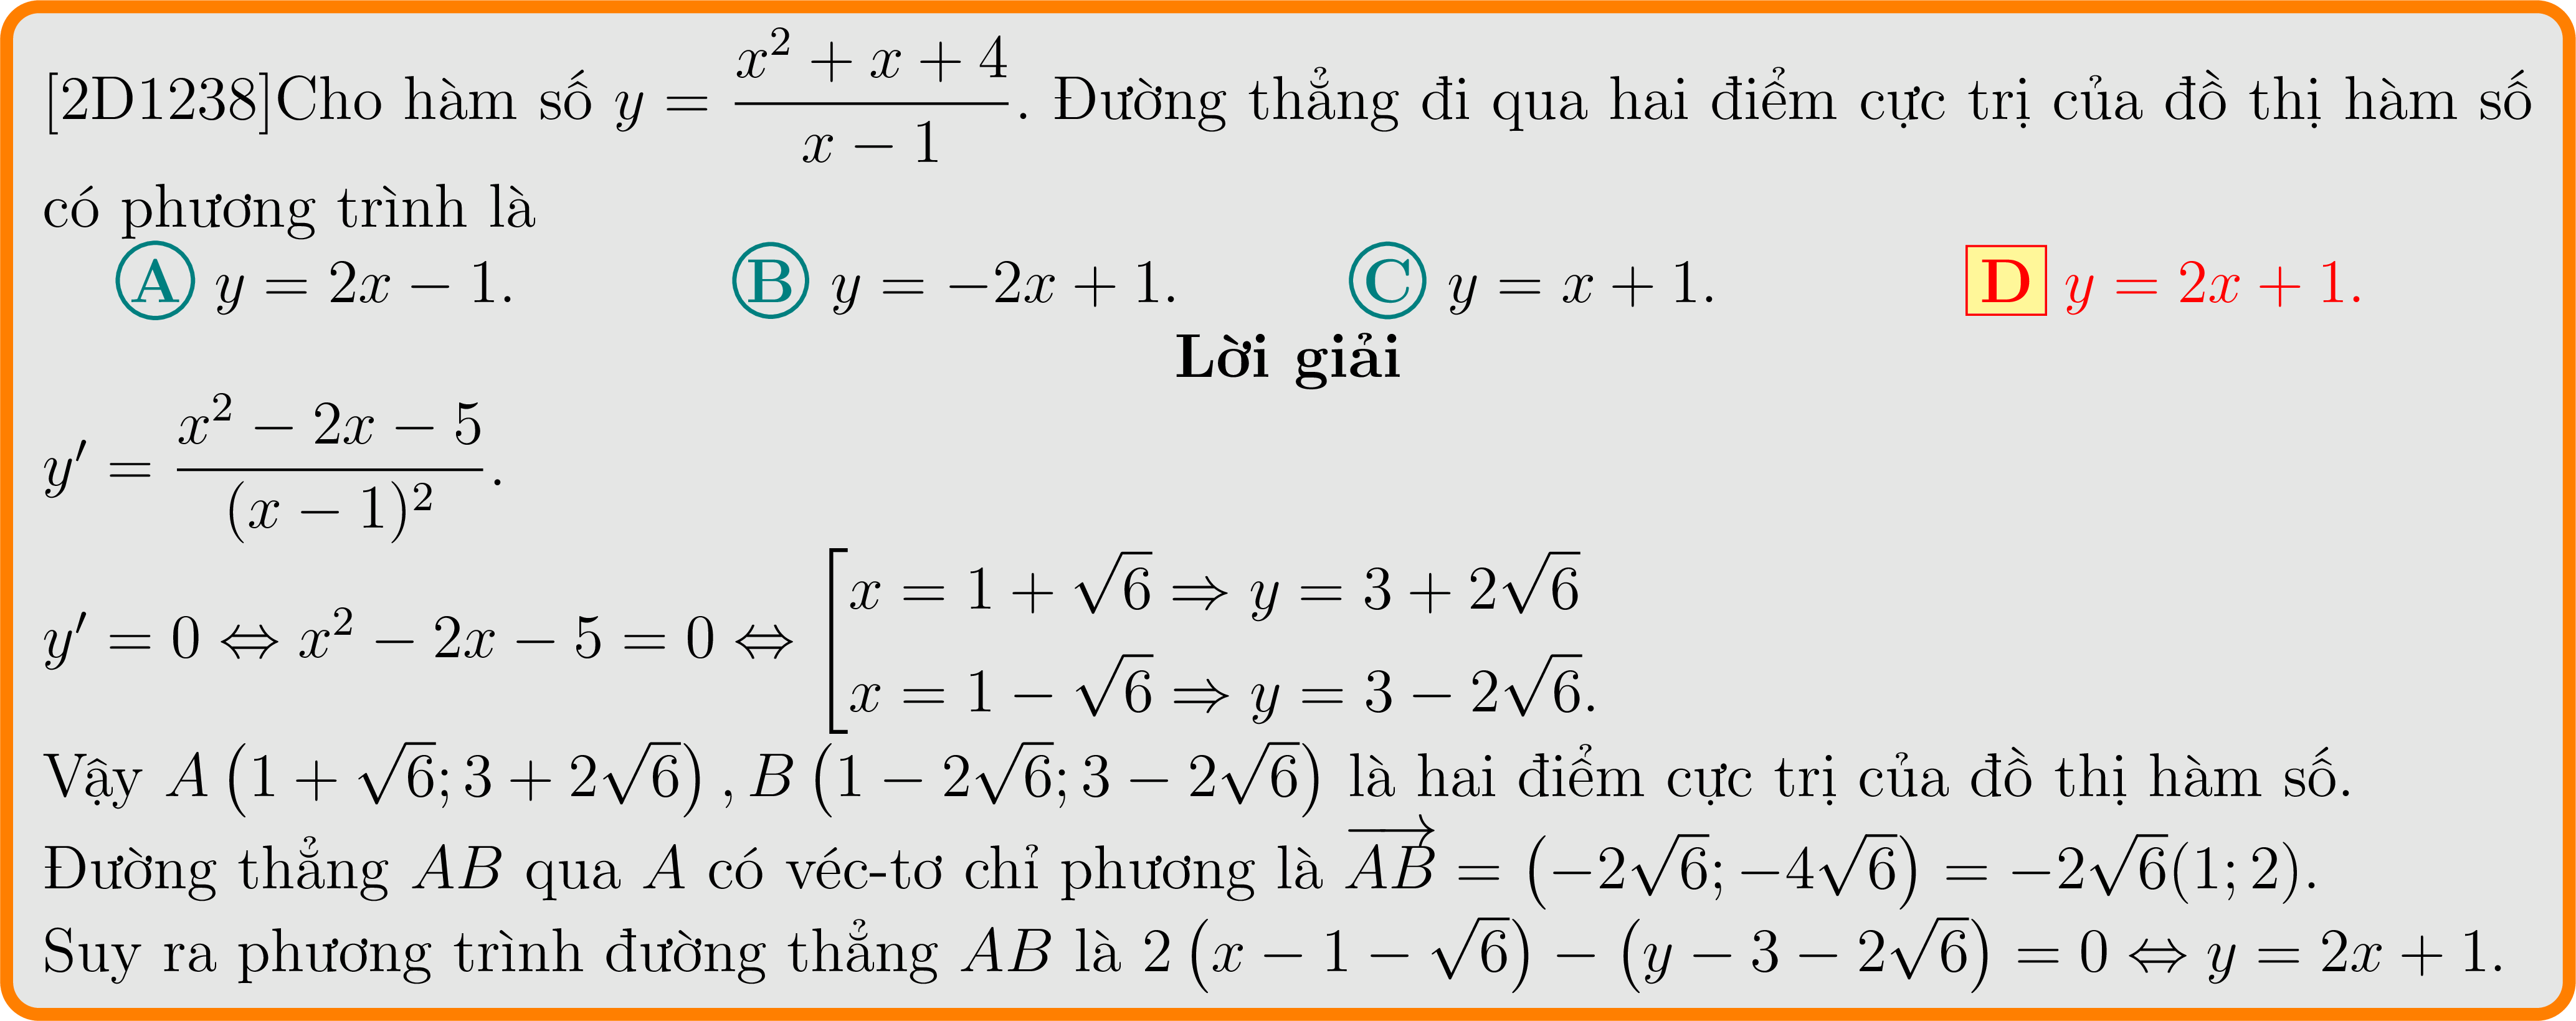 [2D1238]Cho hàm số $y = \dfrac{x^2 + x + 4}{x - 1}$. Đường thẳng đi qua hai điểm cực trị của đồ thị hàm số
có phương trình là
A $y = 2x - 1$. B $y = -2x + 1$. C $y = x + 1$. D $y = 2x + 1$.
Lời giải
$y' = \dfrac{x^2 - 2x - 5}{(x - 1)^2}$.
$y' = 0 \Leftrightarrow x^2 - 2x - 5 = 0 \Leftrightarrow \left[\begin{array}{l} x = 1 + \sqrt{6} \Rightarrow y = 3 + 2\sqrt{6} \\ x = 1 - \sqrt{6} \Rightarrow y = 3 - 2\sqrt{6}. \end{array}\right.$
Vậy $A\left(1 + \sqrt{6}; 3 + 2\sqrt{6}\right), B\left(1 - 2\sqrt{6}; 3 - 2\sqrt{6}\right)$ là hai điểm cực trị của đồ thị hàm số.
Đường thẳng $AB$ qua $A$ có véc-tơ chỉ phương là $\overrightarrow{AB} = \left(-2\sqrt{6}; -4\sqrt{6}\right) = -2\sqrt{6}(1; 2)$.
Suy ra phương trình đường thẳng $AB$ là $2\left(x - 1 - \sqrt{6}\right) - \left(y - 3 - 2\sqrt{6}\right) = 0 \Leftrightarrow y = 2x + 1$.